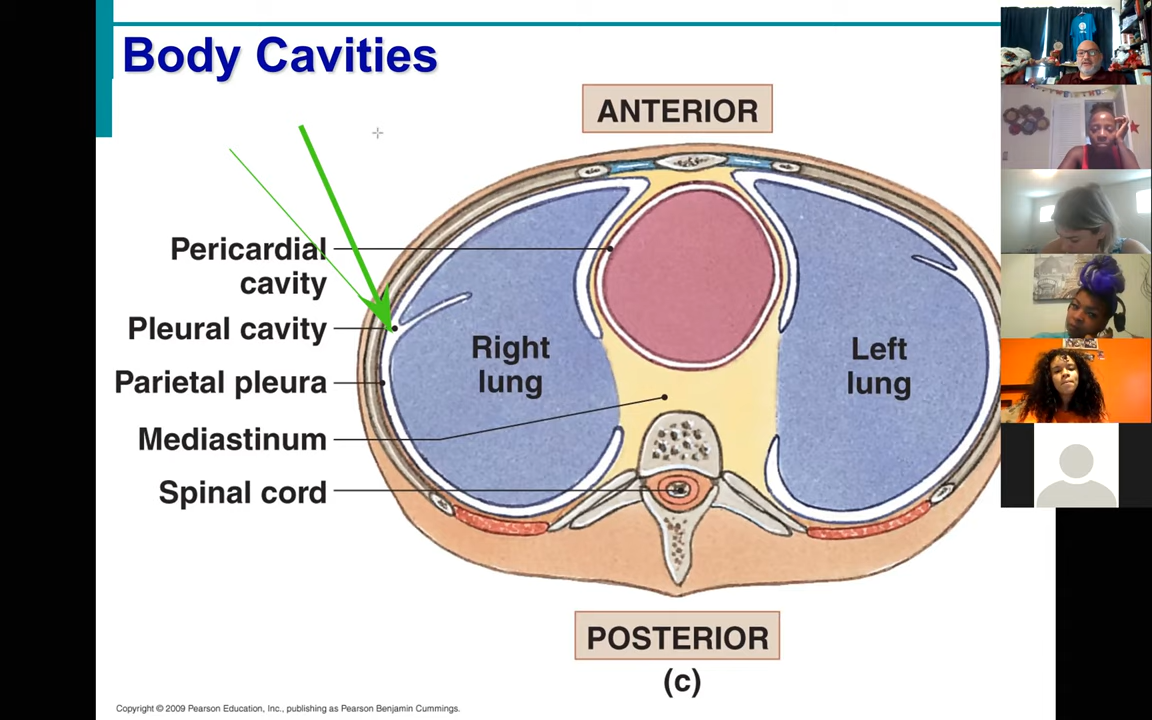 Body Cavities
ANTERIOR
Pericardial
cavity
Pleural cavity
Parietal pleura
Mediastinum
Spinal cord
Right
lung
Left
lung
POSTERIOR
(c)
Copyright © 2009 Pearson Education, Inc., publishing as Pearson Benjamin Cummings.